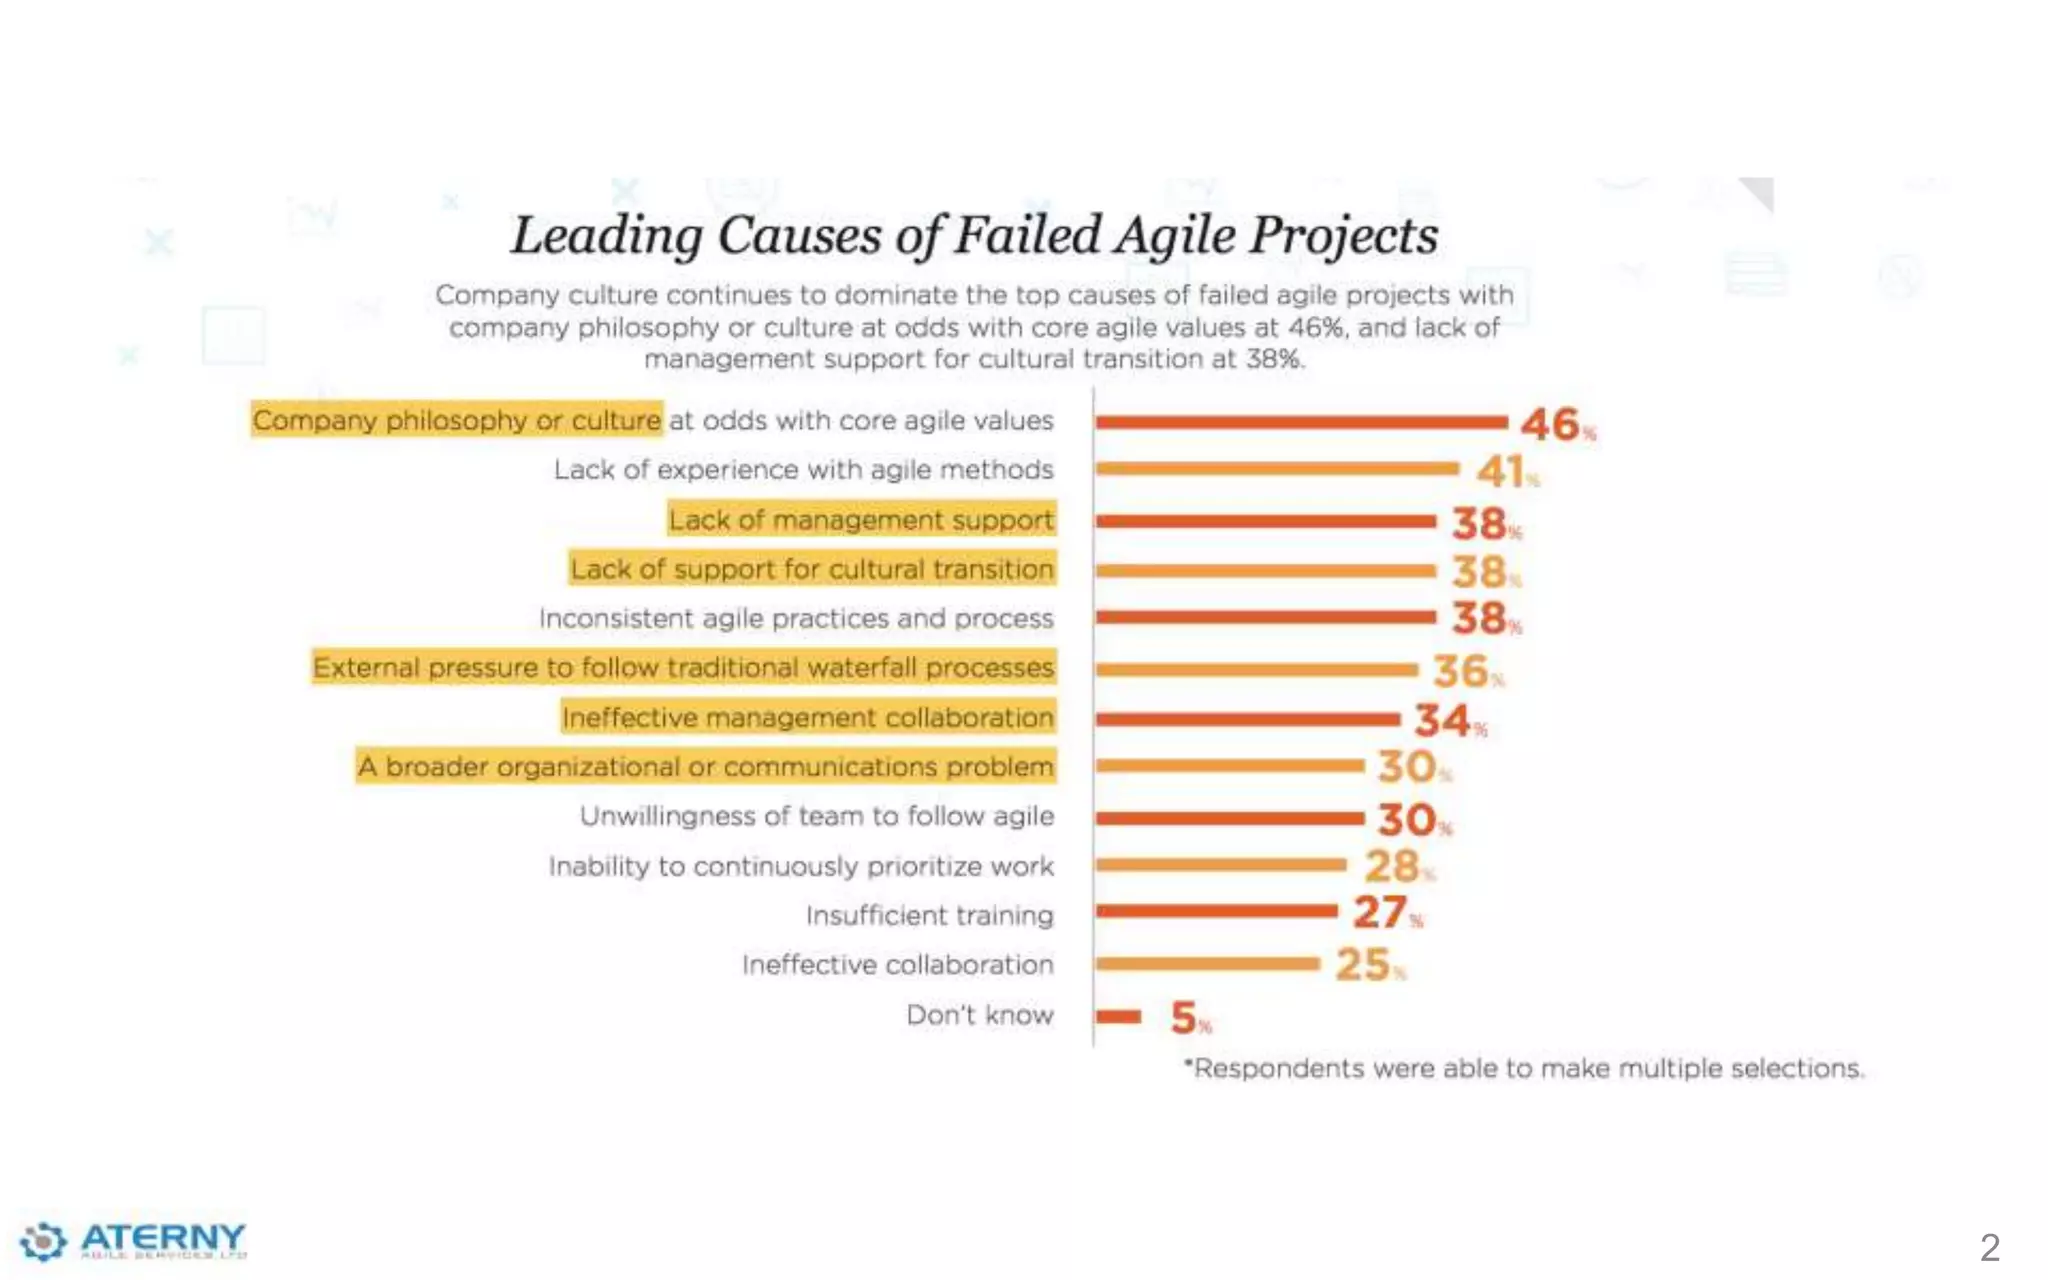 Leading Causes of Failed Agile Projects
Company culture continues to dominate the top causes of failed agile projects with
company philosophy or culture at odds with core agile values at 46%, and lack of
management support for cultural transition at 38%.
Company philosophy or culture at odds with core agile values 46%
Lack of experience with agile methods 41%
Lack of management support 38%
Lack of support for cultural transition 38%
Inconsistent agile practices and process 38%
External pressure to follow traditional waterfall processes 36%
Ineffective management collaboration 34%
A broader organizational or communications problem 30%
Unwillingness of team to follow agile 30%
Inability to continuously prioritize work 28%
Insufficient training 27%
Ineffective collaboration 25%
Don't know 5%
*Respondents were able to make multiple selections.
ATERNY
AGILE SERVICES LTD
2